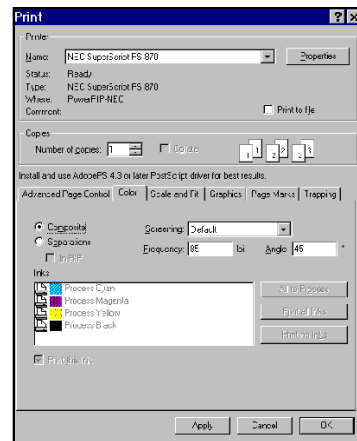 Print
Printer
Name: NEC SuperScript FS 870
Properties
Status: Ready
Type: NEC SuperScript FS 870
Where: PowerPIP-NEC
Comment:
Print to file
Copies
Number of copies: 1
Collate
1 1 2 2 3 3
Install and use AdobePS 4.3 or later PostScript driver for best results.
Advanced Page Control Color Scale and Fit Graphics Page Marks Trapping
Composite
Screening: Default
Separations
Frequency: 85 lpi Angle 45 °
In-RIP
Inks
Process Cyan
All to Process
Process Magenta
Process Yellow
Print all Inks
Process Black
Print no Inks
Print this Ink
Apply Cancel OK